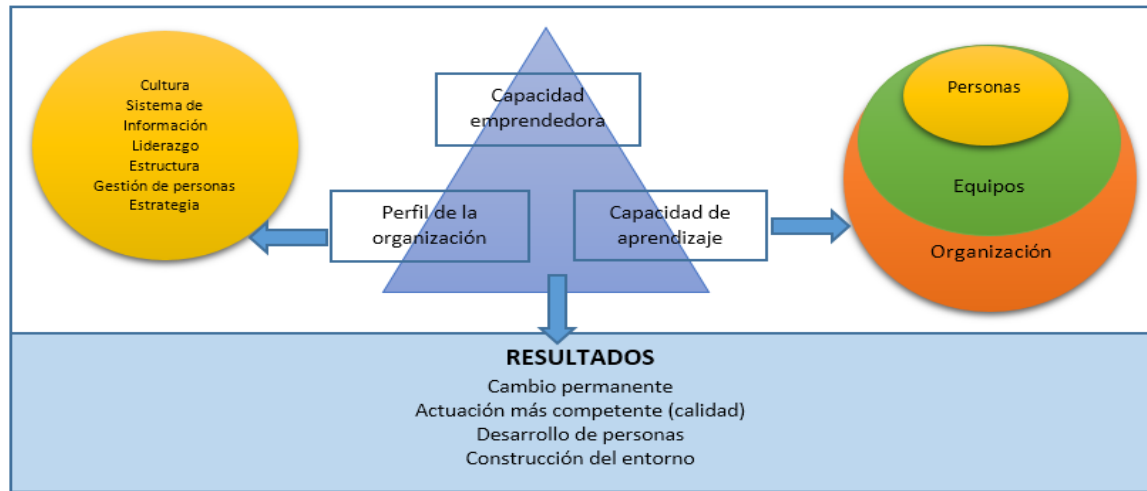 Cultura
Sistema de
Información
Liderazgo
Estructura
Gestión de personas
Estrategia
Capacidad
emprendedora
Perfil de la
organización
Capacidad de
aprendizaje
Personas
Equipos
Organización
RESULTADOS
Cambio permanente
Actuación más competente (calidad)
Desarrollo de personas
Construcción del entorno